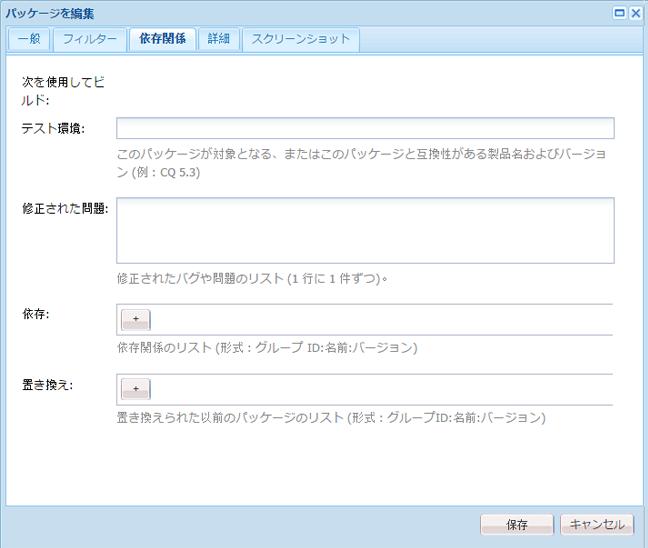 パッケージを編集
一般 フィルター 依存関係 詳細 スクリーンショット
次を使用してビ
ルド:
テスト環境:
このパッケージが対象となる、またはこのパッケージと互換性がある製品名およびバージョ
ン (例：CQ 5.3)
修正された問題:
修正されたバグや問題のリスト (1 行に 1 件ずつ)。
依存:
+
依存関係のリスト (形式：グループ ID:名前:バージョン)
置き換え:
+
置き換えられた以前のパッケージのリスト (形式：グループID:名前:バージョン)
保存 キャンセル